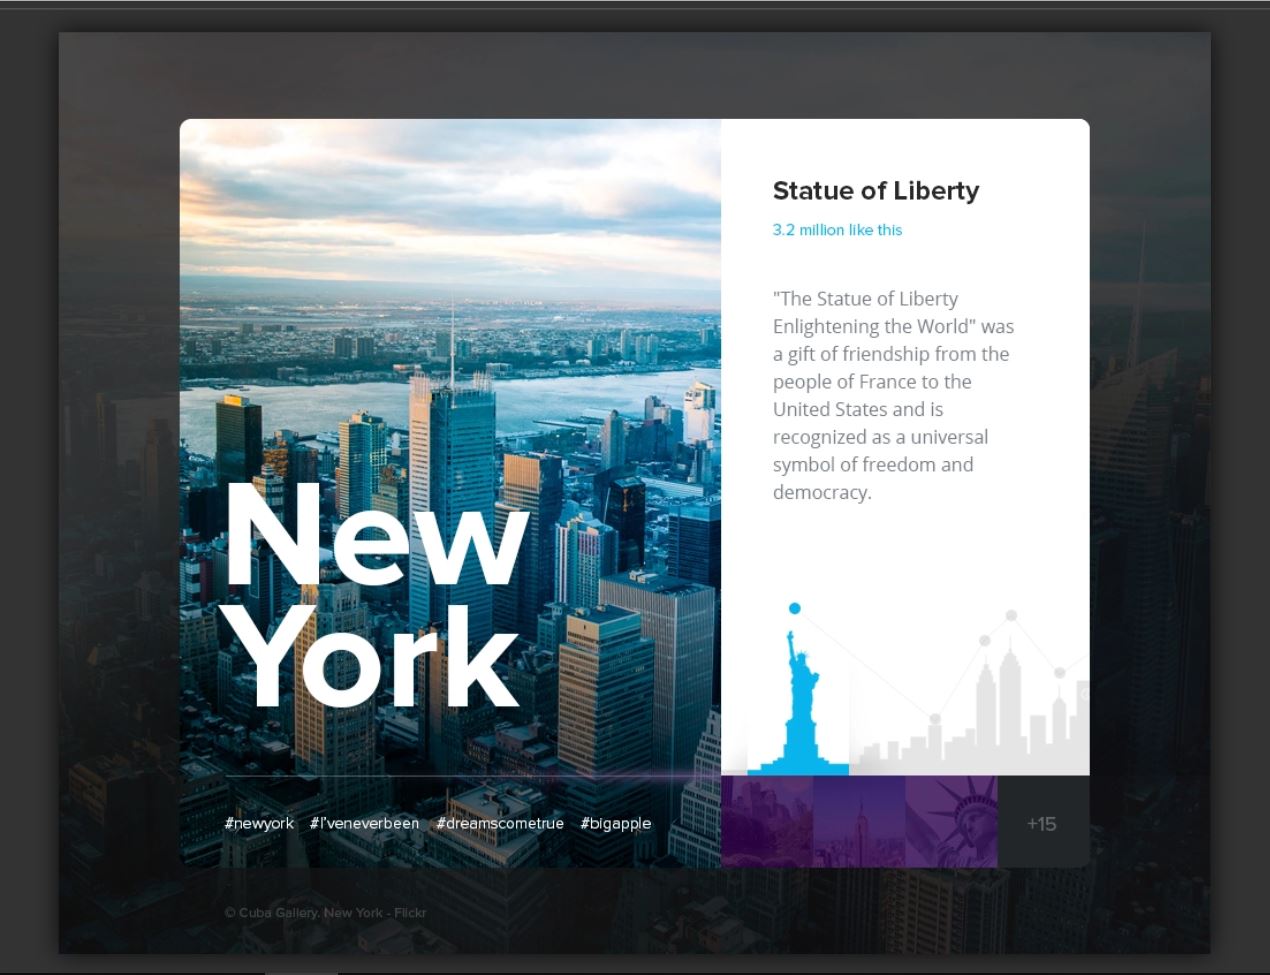 New
York
#newyork #I'veneverbeen #dreamscometrue #bigapple
© Cuba Gallery. New York - Flickr
Statue of Liberty
3.2 million like this
"The Statue of Liberty
Enlightening the World" was
a gift of friendship from the
people of France to the
United States and is
recognized as a universal
symbol of freedom and
democracy.
+15